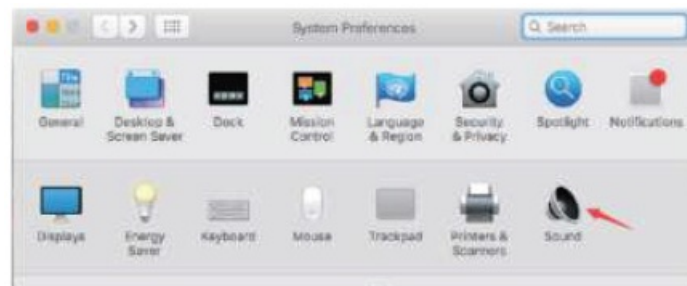 System Preferences
Search
General
Desktop &
Screen Saver
Dock
Mission
Control
Language
& Region
Security
& Privacy
Spotlight
Notifications
Displays
Energy
Saver
Keyboard
Mouse
Trackpad
Printers &
Scanners
Sound